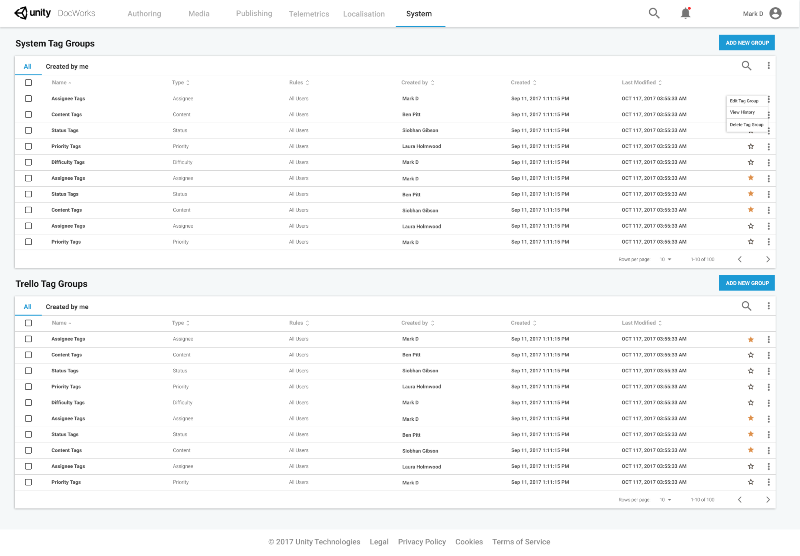 unity DocWorks Authoring Media Publishing Telemetrics Localisation System Mark D
System Tag Groups ADD NEW GROUP
All Created by me
Name Type Rules Created by Created Last Modified
Assignee Tags Assignee All Users Mark D Sep 11, 2017 1:11:15 PM OCT 117, 2017 03:55:33 AM Edit Tag Group
Content Tags Content All Users Ben Pitt Sep 11, 2017 1:11:15 PM OCT 117, 2017 03:55:33 AM View History
Status Tags Status All Users Siobhan Gibson Sep 11, 2017 1:11:15 PM OCT 117, 2017 03:55:33 AM Delete Tag Group
Priority Tags Priority All Users Laura Holmwood Sep 11, 2017 1:11:15 PM OCT 117, 2017 03:55:33 AM
Difficulty Tags Difficulty All Users Mark D Sep 11, 2017 1:11:15 PM OCT 117, 2017 03:55:33 AM
Assignee Tags Assignee All Users Mark D Sep 11, 2017 1:11:15 PM OCT 117, 2017 03:55:33 AM
Status Tags Status All Users Ben Pitt Sep 11, 2017 1:11:15 PM OCT 117, 2017 03:55:33 AM
Content Tags Content All Users Siobhan Gibson Sep 11, 2017 1:11:15 PM OCT 117, 2017 03:55:33 AM
Assignee Tags Assignee All Users Laura Holmwood Sep 11, 2017 1:11:15 PM OCT 117, 2017 03:55:33 AM
Priority Tags Priority All Users Mark D Sep 11, 2017 1:11:15 PM OCT 117, 2017 03:55:33 AM
Rows per page 10 1-10 of 100
Trello Tag Groups ADD NEW GROUP
All Created by me
Name Type Rules Created by Created Last Modified
Assignee Tags Assignee All Users Mark D Sep 11, 2017 1:11:15 PM OCT 117, 2017 03:55:33 AM
Content Tags Content All Users Ben Pitt Sep 11, 2017 1:11:15 PM OCT 117, 2017 03:55:33 AM
Status Tags Status All Users Siobhan Gibson Sep 11, 2017 1:11:15 PM OCT 117, 2017 03:55:33 AM
Priority Tags Priority All Users Laura Holmwood Sep 11, 2017 1:11:15 PM OCT 117, 2017 03:55:33 AM
Difficulty Tags Difficulty All Users Mark D Sep 11, 2017 1:11:15 PM OCT 117, 2017 03:55:33 AM
Assignee Tags Assignee All Users Mark D Sep 11, 2017 1:11:15 PM OCT 117, 2017 03:55:33 AM
Status Tags Status All Users Ben Pitt Sep 11, 2017 1:11:15 PM OCT 117, 2017 03:55:33 AM
Content Tags Content All Users Siobhan Gibson Sep 11, 2017 1:11:15 PM OCT 117, 2017 03:55:33 AM
Assignee Tags Assignee All Users Laura Holmwood Sep 11, 2017 1:11:15 PM OCT 117, 2017 03:55:33 AM
Priority Tags Priority All Users Mark D Sep 11, 2017 1:11:15 PM OCT 117, 2017 03:55:33 AM
Rows per page 10 1-10 of 100
© 2017 Unity Technologies Legal Privacy Policy Cookies Terms of Service